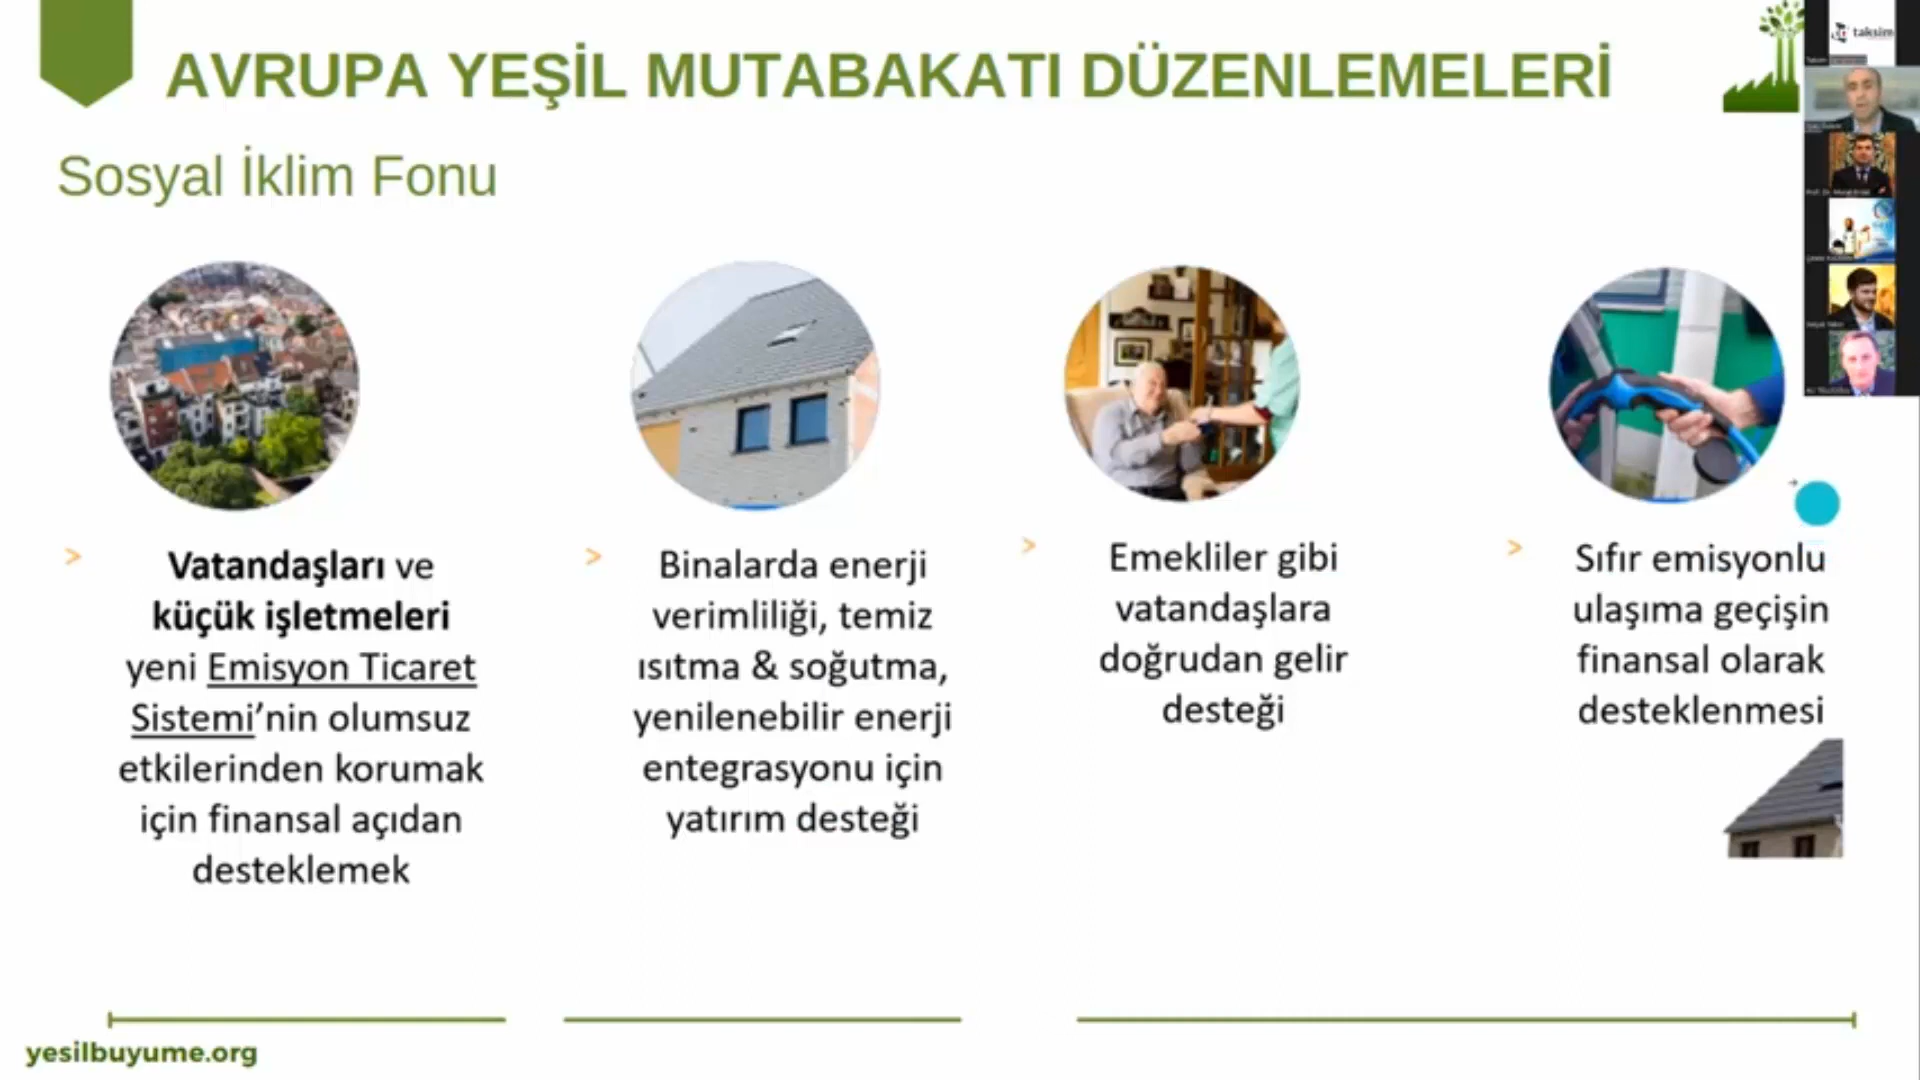 AVRUPA YEŞİL MUTABAKATI DÜZENLEMELERİ
taksim
Sosyal İklim Fonu
> Vatandaşları ve
küçük işletmeleri
yeni Emisyon Ticaret
Sistemi’nin olumsuz
etkilerinden korumak
için finansal açıdan
desteklemek
> Binalarda enerji
verimliliği, temiz
ısıtma & soğutma,
yenilenebilir enerji
entegrasyonu için
yatırım desteği
> Emekliler gibi
vatandaşlara
doğrudan gelir
desteği
> Sıfır emisyonlu
ulaşıma geçişin
finansal olarak
desteklenmesi
yesilbuyume.org